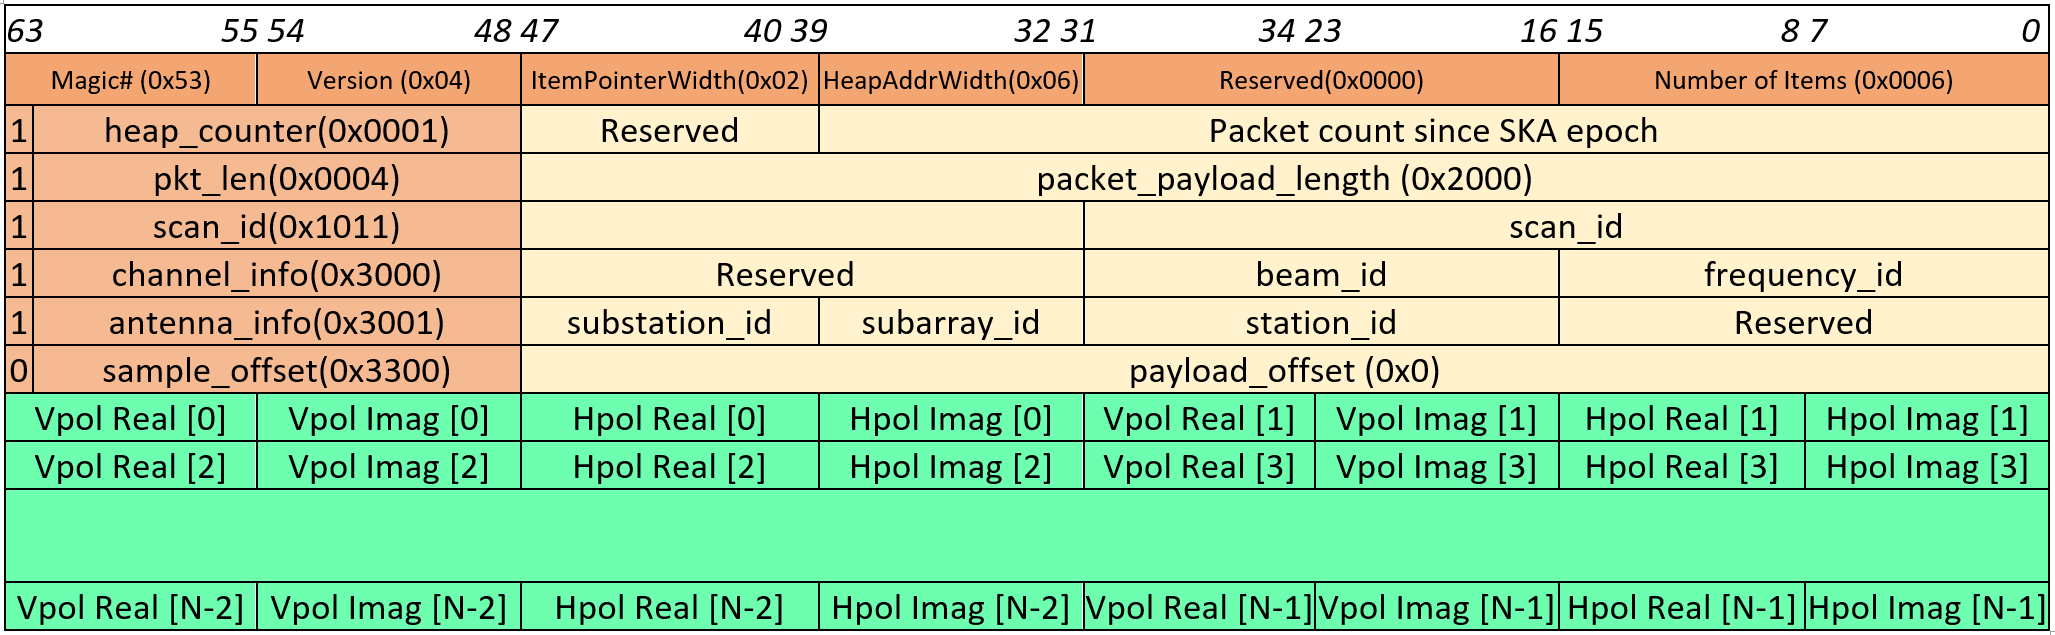 63 55 54 48 47 40 39 32 31 34 23 16 15 8 7 0
Magic# (0x53) Version (0x04) ItemPointerWidth(0x02) HeapAddrWidth(0x06) Reserved(0x0000) Number of Items (0x0006)
1 heap_counter(0x0001) Reserved Packet count since SKA epoch
1 pkt_len(0x0004) packet_payload_length (0x2000)
1 scan_id(0x1011) scan_id
1 channel_info(0x3000) Reserved beam_id frequency_id
1 antenna_info(0x3001) substation_id subarray_id station_id Reserved
0 sample_offset(0x3300) payload_offset (0x0)
Vpol Real [0] Vpol Imag [0] Hpol Real [0] Hpol Imag [0] Vpol Real [1] Vpol Imag [1] Hpol Real [1] Hpol Imag [1]
Vpol Real [2] Vpol Imag [2] Hpol Real [2] Hpol Imag [2] Vpol Real [3] Vpol Imag [3] Hpol Real [3] Hpol Imag [3]
Vpol Real [N-2] Vpol Imag [N-2] Hpol Real [N-2] Hpol Imag [N-2] Vpol Real [N-1] Vpol Imag [N-1] Hpol Real [N-1] Hpol Imag [N-1]